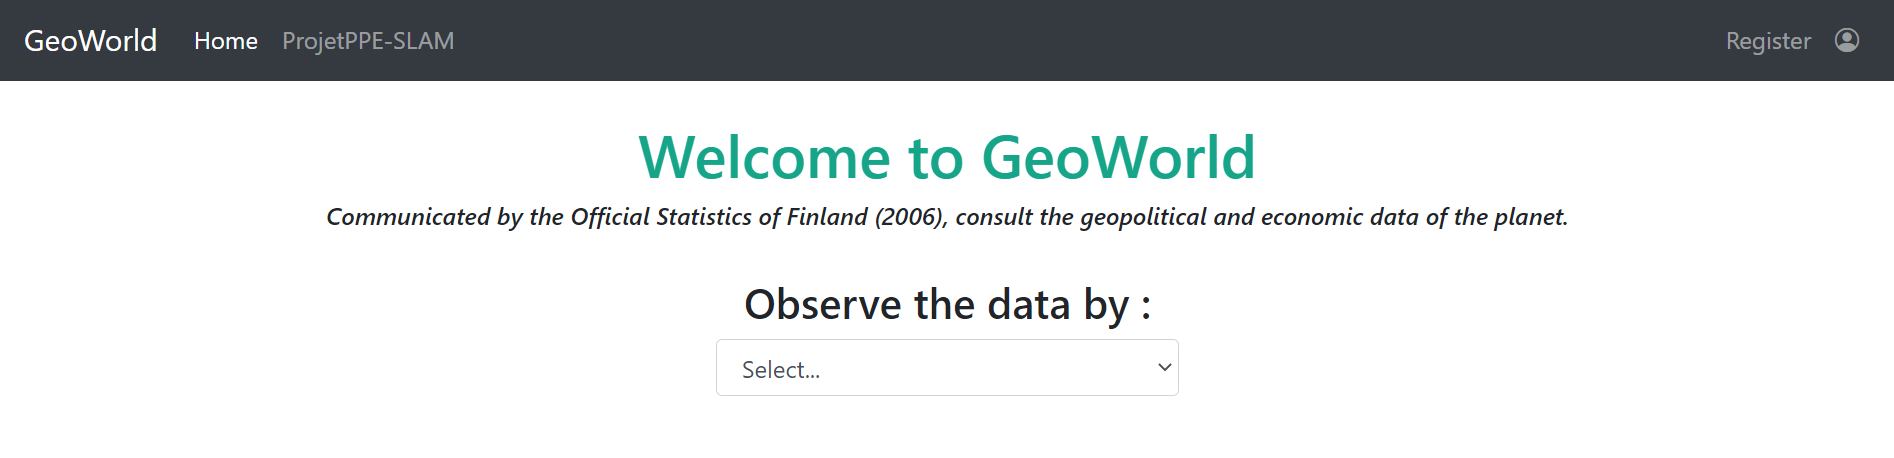 GeoWorld Home ProjetPPE-SLAM Register
Welcome to GeoWorld
Communicated by the Official Statistics of Finland (2006), consult the geopolitical and economic data of the planet.
Observe the data by :
Select...